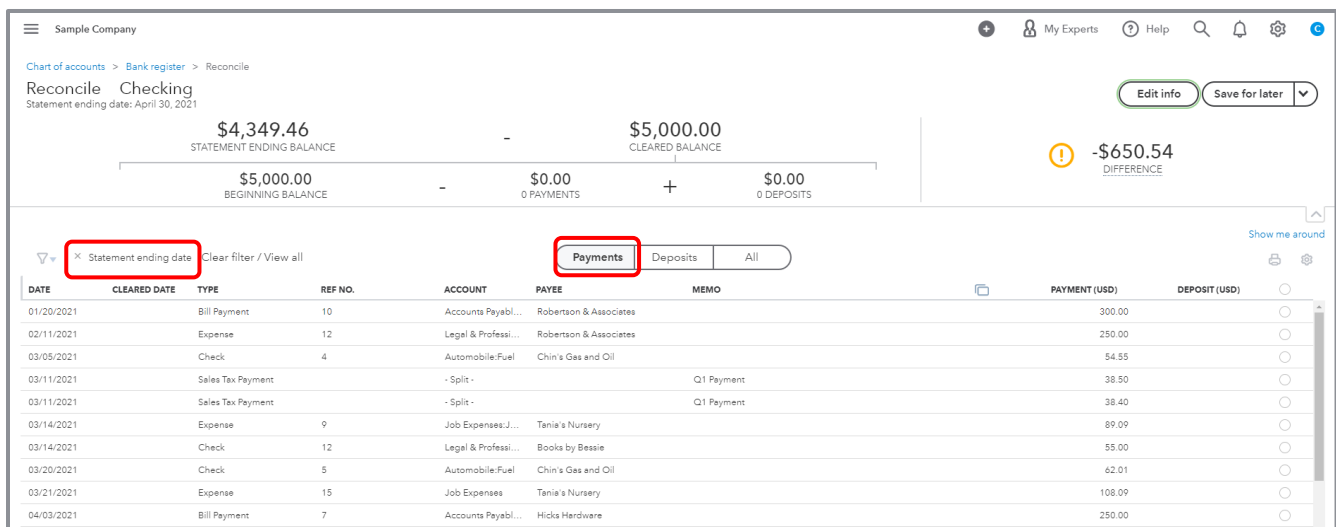 Sample Company
My Experts
Help
C
Chart of accounts > Bank register > Reconcile
Reconcile Checking
Statement ending date: April 30, 2021
Edit info
Save for later
$4,349.46 - $5,000.00
STATEMENT ENDING BALANCE CLEARED BALANCE
-$650.54
DIFFERENCE
$5,000.00 - $0.00 + $0.00
BEGINNING BALANCE 0 PAYMENTS 0 DEPOSITS
Show me around
× Statement ending date Clear filter / View all
Payments Deposits All
DATE CLEARED DATE TYPE REF NO. ACCOUNT PAYEE MEMO PAYMENT (USD) DEPOSIT (USD)
01/20/2021 Bill Payment 10 Accounts Payabl... Robertson & Associates 300.00
02/11/2021 Expense 12 Legal & Professi... Robertson & Associates 250.00
03/05/2021 Check 4 Automobile:Fuel Chin's Gas and Oil 54.55
03/11/2021 Sales Tax Payment - Split - Q1 Payment 38.50
03/11/2021 Sales Tax Payment - Split - Q1 Payment 38.40
03/14/2021 Expense 9 Job Expenses:J... Tania's Nursery 89.09
03/14/2021 Check 12 Legal & Professi... Books by Bessie 55.00
03/20/2021 Check 5 Automobile:Fuel Chin's Gas and Oil 62.01
03/21/2021 Expense 15 Job Expenses Tania's Nursery 108.09
04/03/2021 Bill Payment 7 Accounts Payabl... Hicks Hardware 250.00